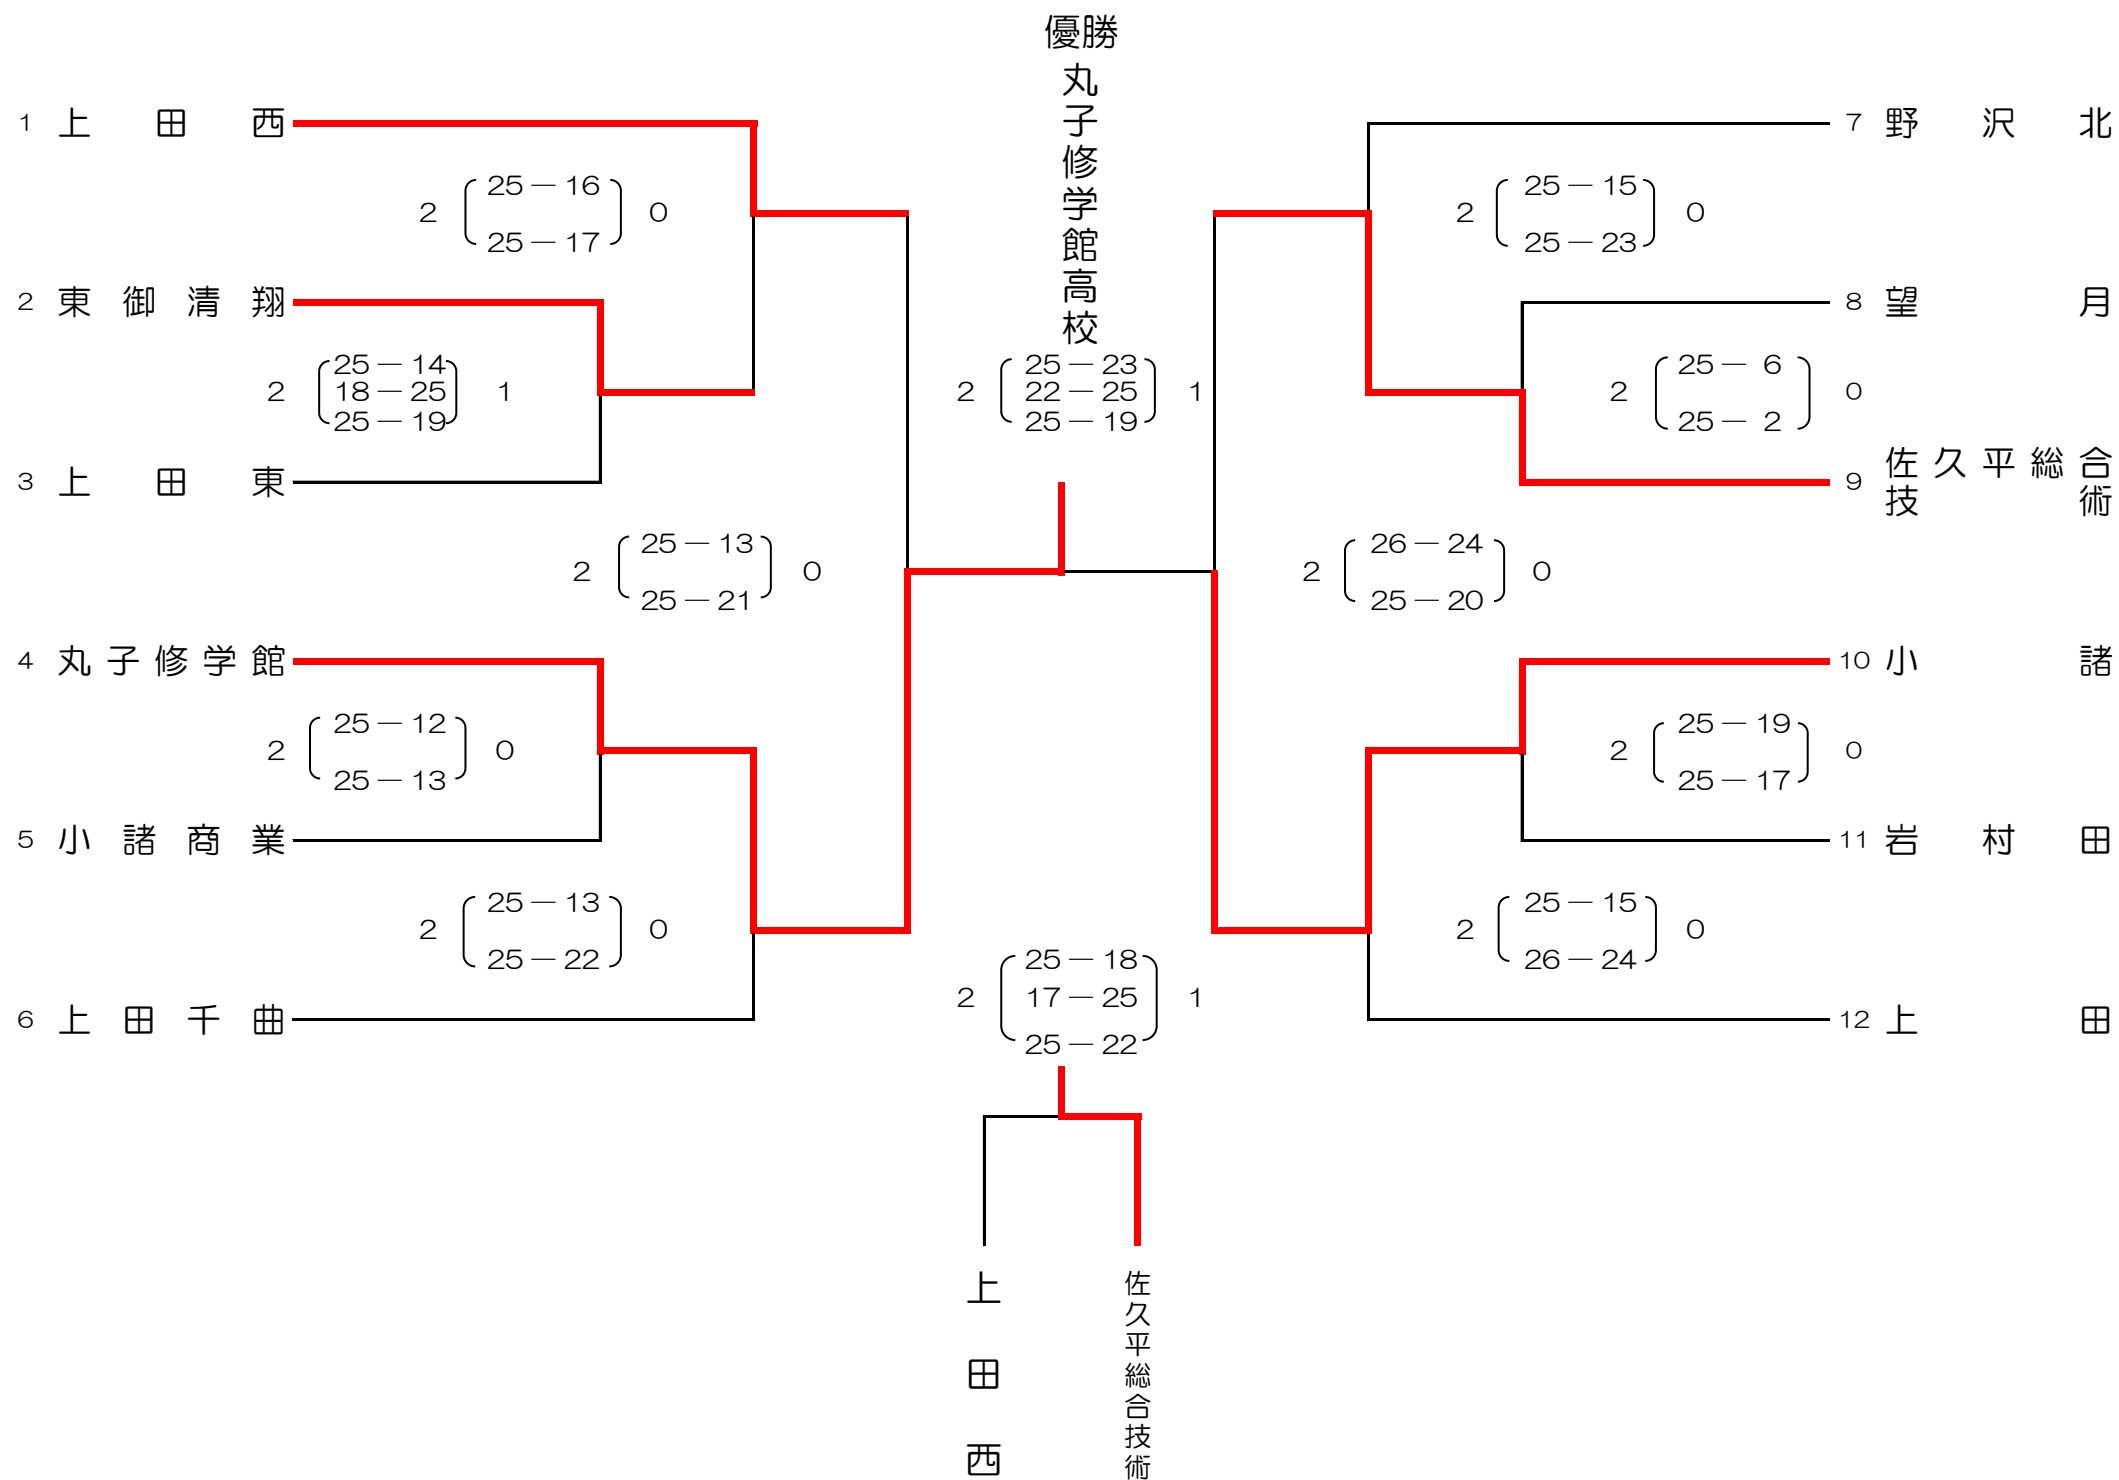 優勝
丸子修学館高校
1 上田西
25－16
2 0
25－17
2 東御清翔
25－14
2 18－25 1
25－19
3 上田東
25－13
2 0
25－21
4 丸子修学館
25－12
2 0
25－13
5 小諸商業
25－13
2 0
25－22
6 上田千曲
25－23
2 22－25 1
25－19
7 野沢北
25－15
2 0
25－23
8 望月
25－ 6
2 0
25－ 2
9 佐久平総合
技術
26－24
2 0
25－20
10 小諸
25－19
2 0
25－17
11 岩村田
25－15
2 0
26－24
12 上田
25－18
2 17－25 1
25－22
上田西
佐久平総合技術